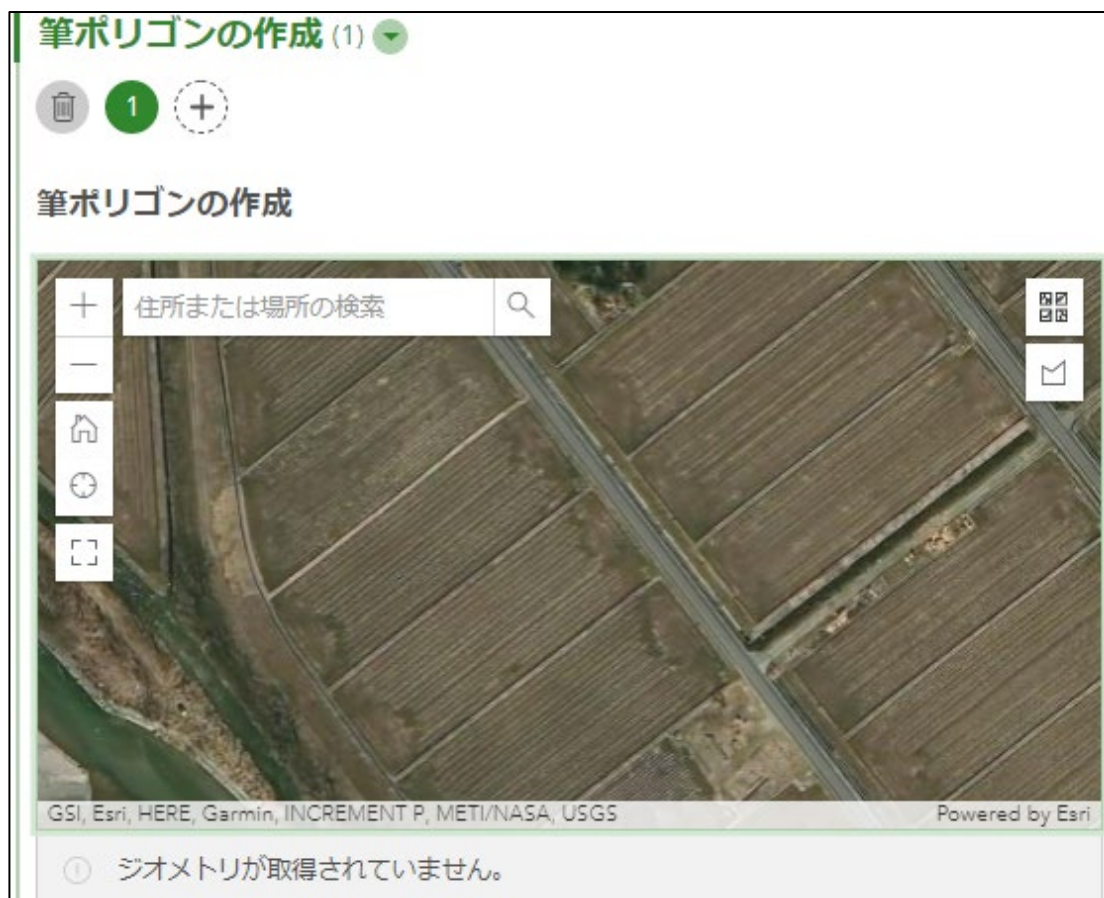 筆ポリゴンの作成 (1)
1
筆ポリゴンの作成
住所または場所の検索
GSI, Esri, HERE, Garmin, INCREMENT P, METI/NASA, USGS
Powered by Esri
ジオメトリが取得されていません。